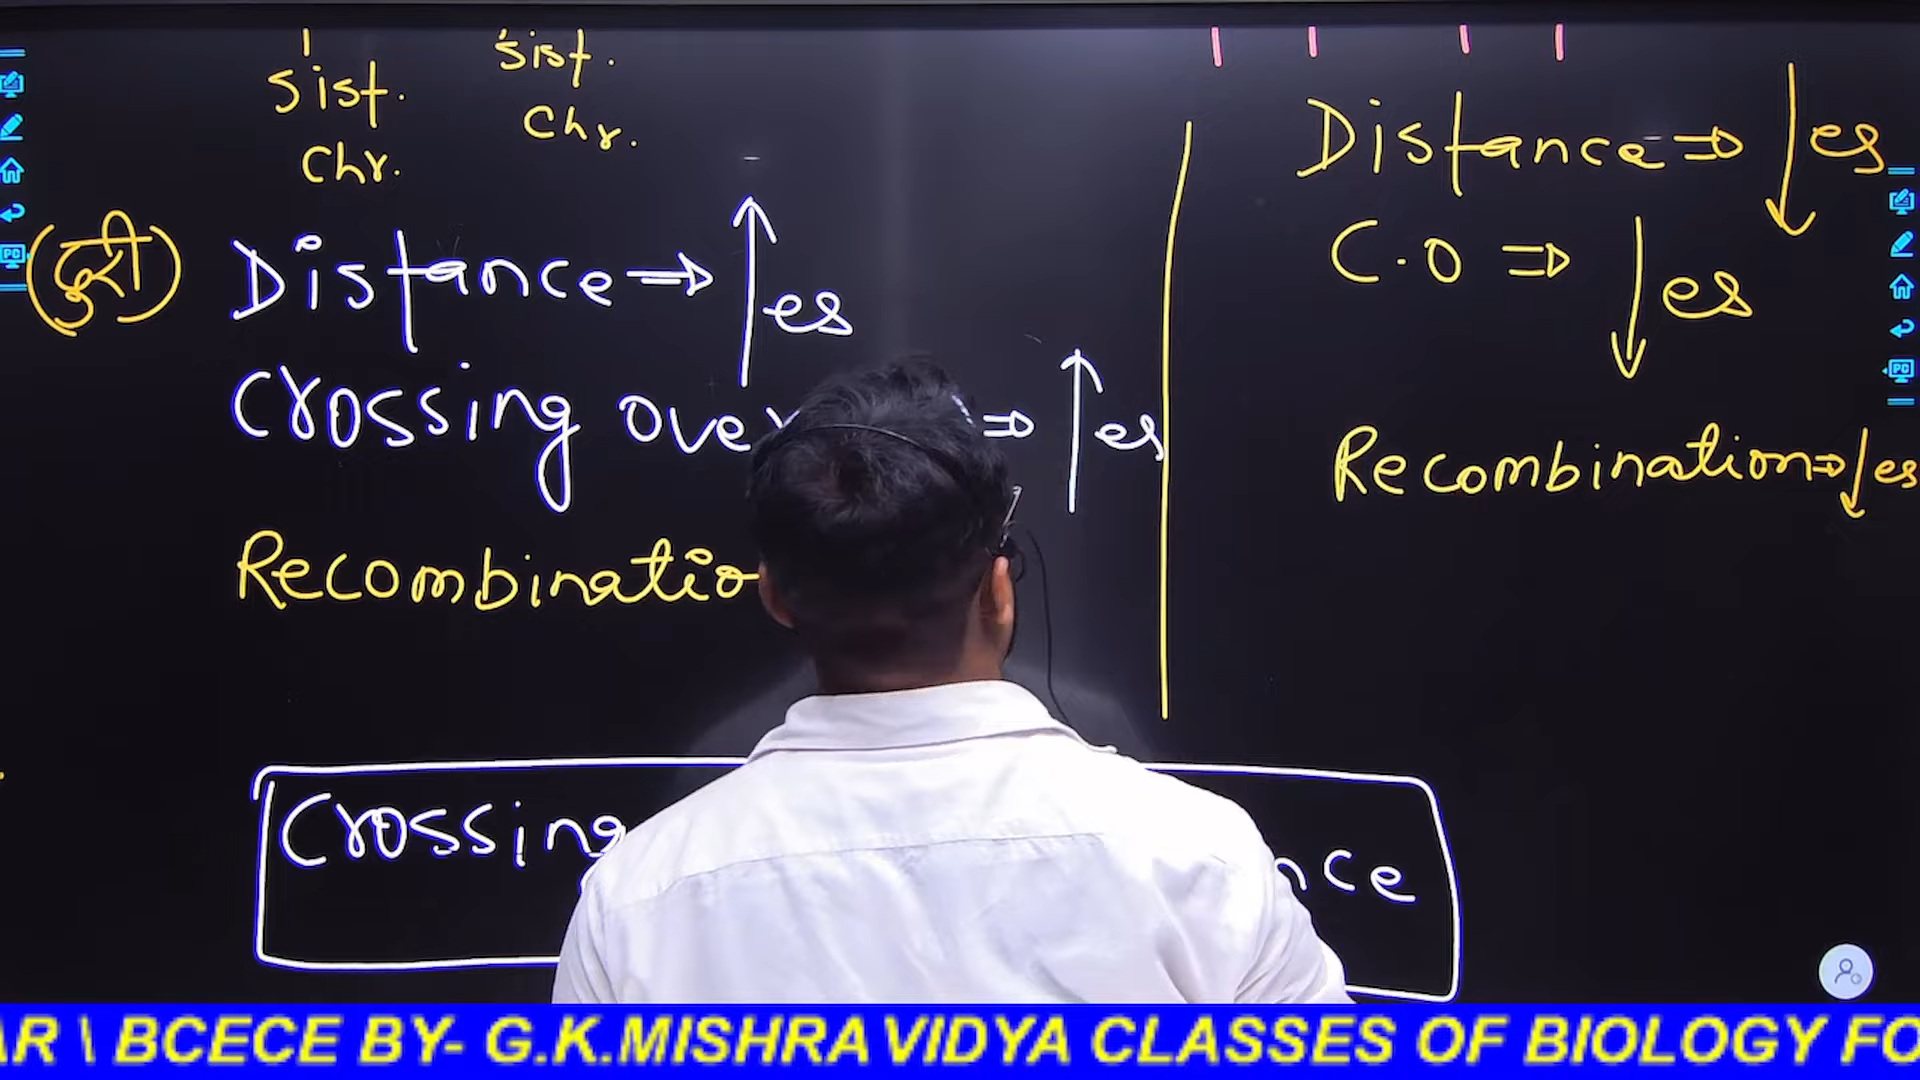 sist.
chr.
sist.
chr.
(दुरी) Distance ⇒ ↑es
Crossing over ⇒ ↑es
Recombinatio
Distance ⇒ ↓es
C.O ⇒ ↓es
Recombination ⇒ ↓es
Crossing
nce
AR \ BCECE BY- G.K.MISHRA VIDYA CLASSES OF BIOLOGY FO